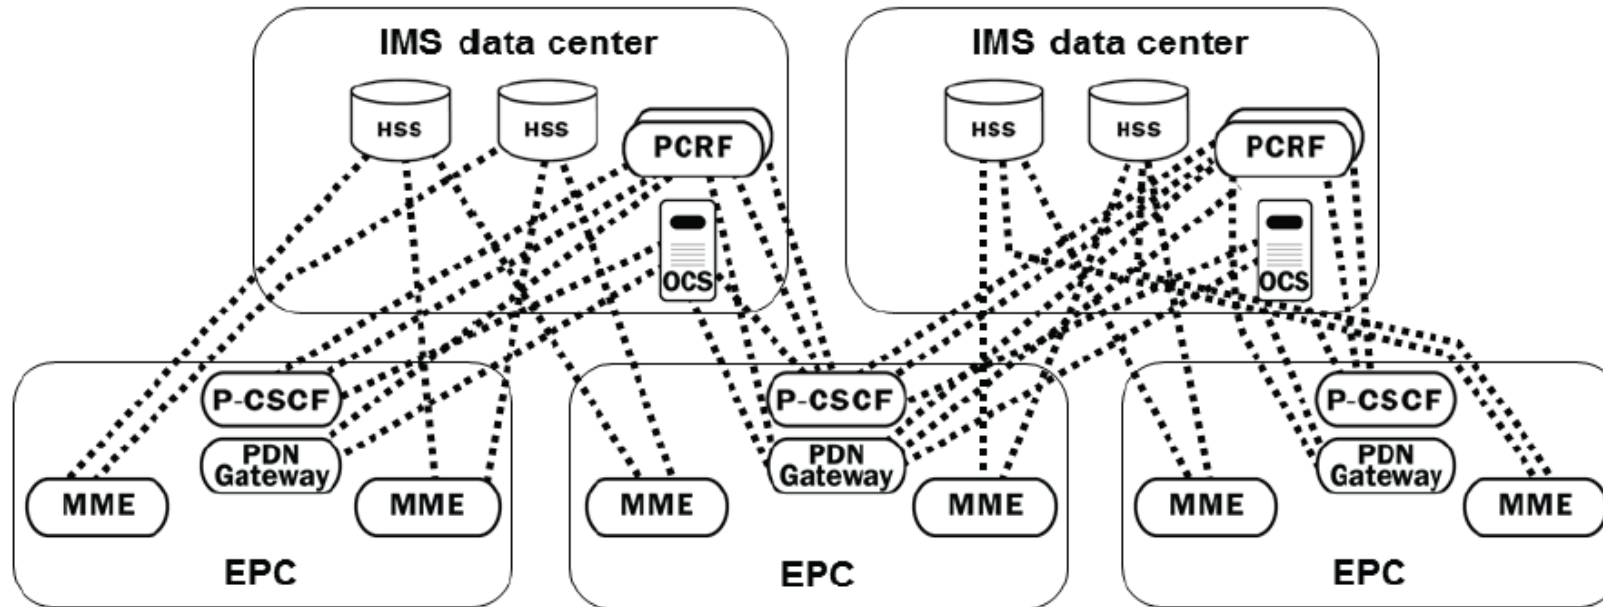 IMS data center
IMS data center
HSS
HSS
PCRF
OCS
HSS
HSS
PCRF
OCS
P-CSCF
PDN
Gateway
MME
MME
EPC
P-CSCF
PDN
Gateway
MME
MME
EPC
P-CSCF
PDN
Gateway
MME
MME
EPC